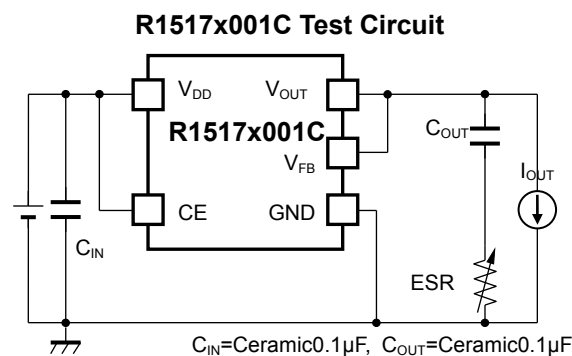 R1517x001C Test Circuit
VDD
VOUT
R1517x001C
COUT
VFB
IOUT
CE
GND
CIN
ESR
CIN=Ceramic0.1µF, COUT=Ceramic0.1µF